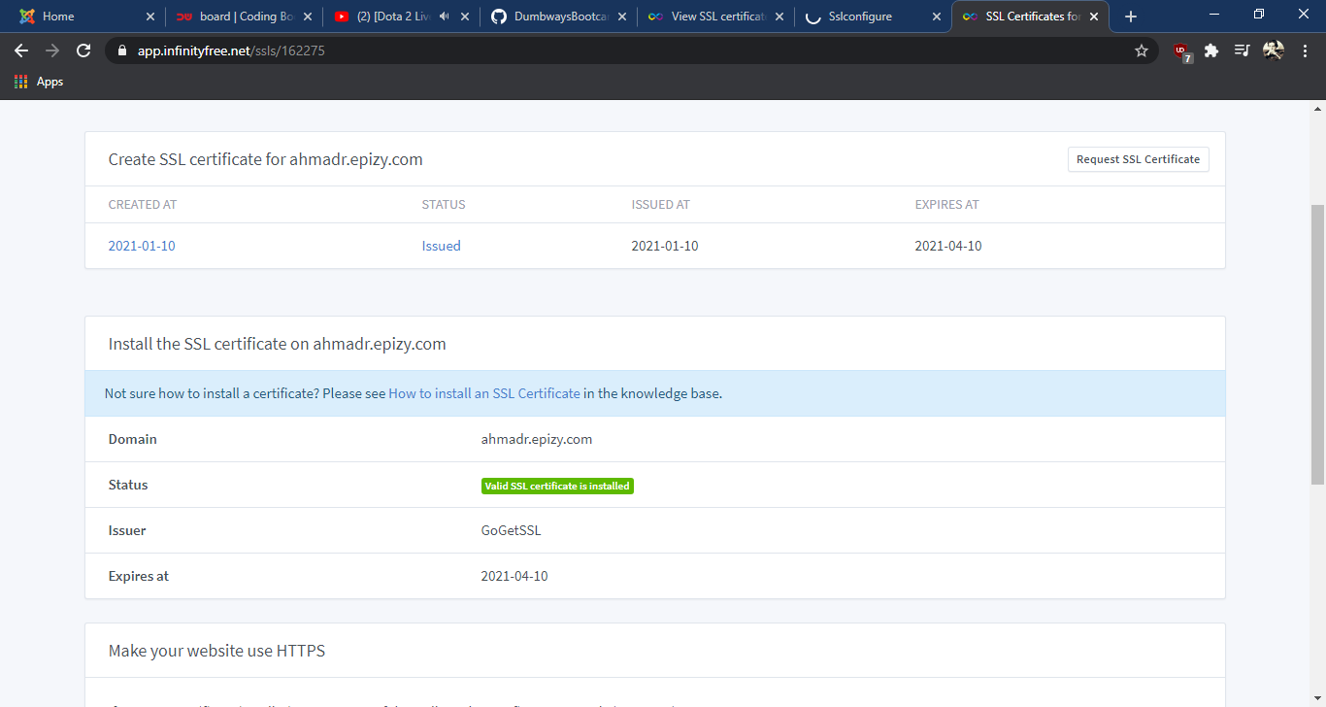 Home
board | Coding Bo
(2) [Dota 2 Liv
DumbwaysBootca
View SSL certificat
Sslconfigure
SSL Certificates fo
app.infinityfree.net/ssls/162275
7
Apps
Create SSL certificate for ahmadr.epizy.com
Request SSL Certificate
CREATED AT STATUS ISSUED AT EXPIRES AT
2021-01-10 Issued 2021-01-10 2021-04-10
Install the SSL certificate on ahmadr.epizy.com
Not sure how to install a certificate? Please see How to install an SSL Certificate in the knowledge base.
Domain ahmadr.epizy.com
Status Valid SSL certificate is installed
Issuer GoGetSSL
Expires at 2021-04-10
Make your website use HTTPS